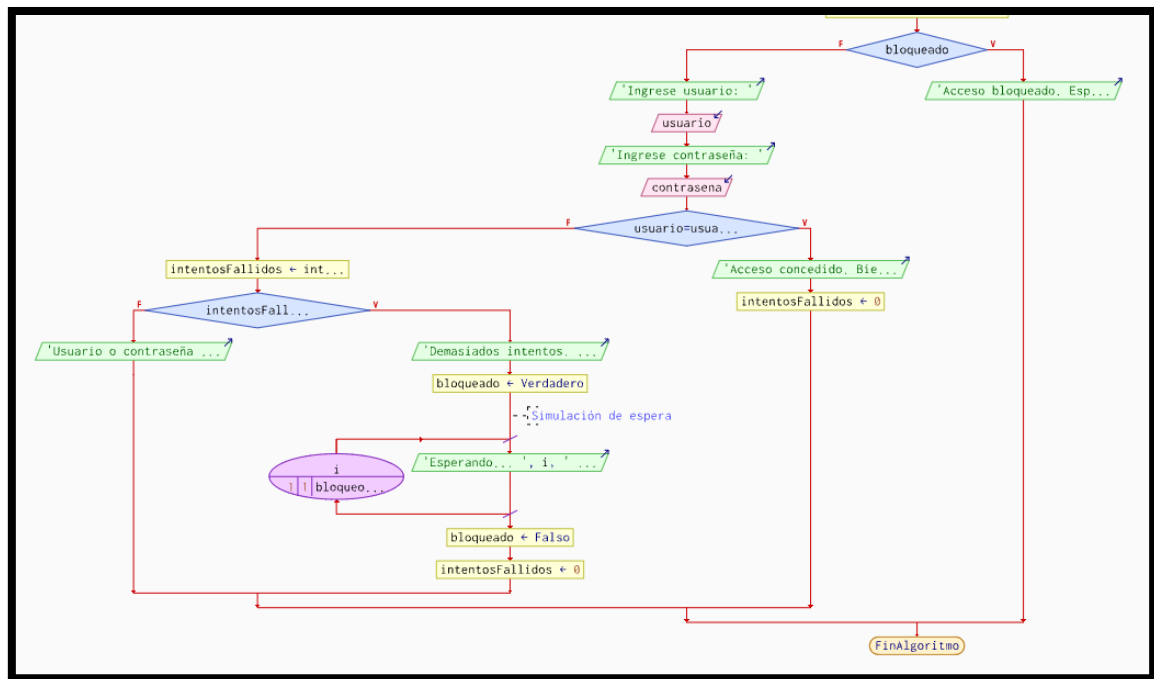 bloqueado
F
V
'Ingrese usuario: '
'Acceso bloqueado. Esp...
usuario
'Ingrese contraseña: '
contrasena
F
V
usuario=usua...
intentosFallidos ← int...
'Acceso concedido. Bie...
F
V
intentosFall...
intentosFallidos ← 0
'Usuario o contraseña ...
'Demasiados intentos. ...
bloqueado ← Verdadero
Simulación de espera
i
1 1 bloqueo...
'Esperando... ', i, ' ...
bloqueado ← Falso
intentosFallidos ← 0
FinAlgoritmo